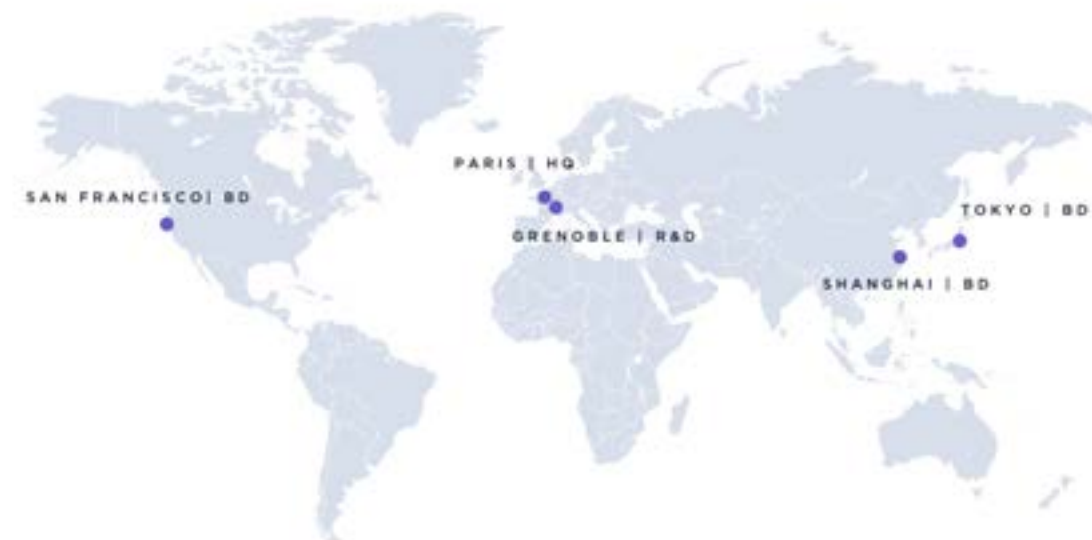 PARIS | HQ
SAN FRANCISCO| BD
TOKYO | BD
GRENOBLE | R&D
SHANGHAI | BD